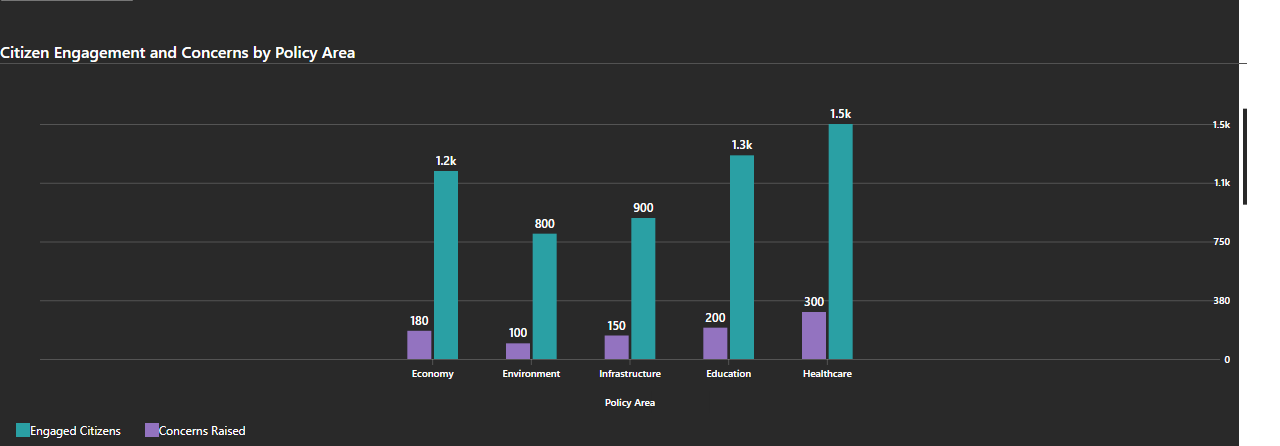 Citizen Engagement and Concerns by Policy Area
1.5k
1.3k
1.2k
900
800
300
200
180
150
100
1.5k
1.1k
750
380
0
Economy Environment Infrastructure Education Healthcare
Policy Area
Engaged Citizens Concerns Raised